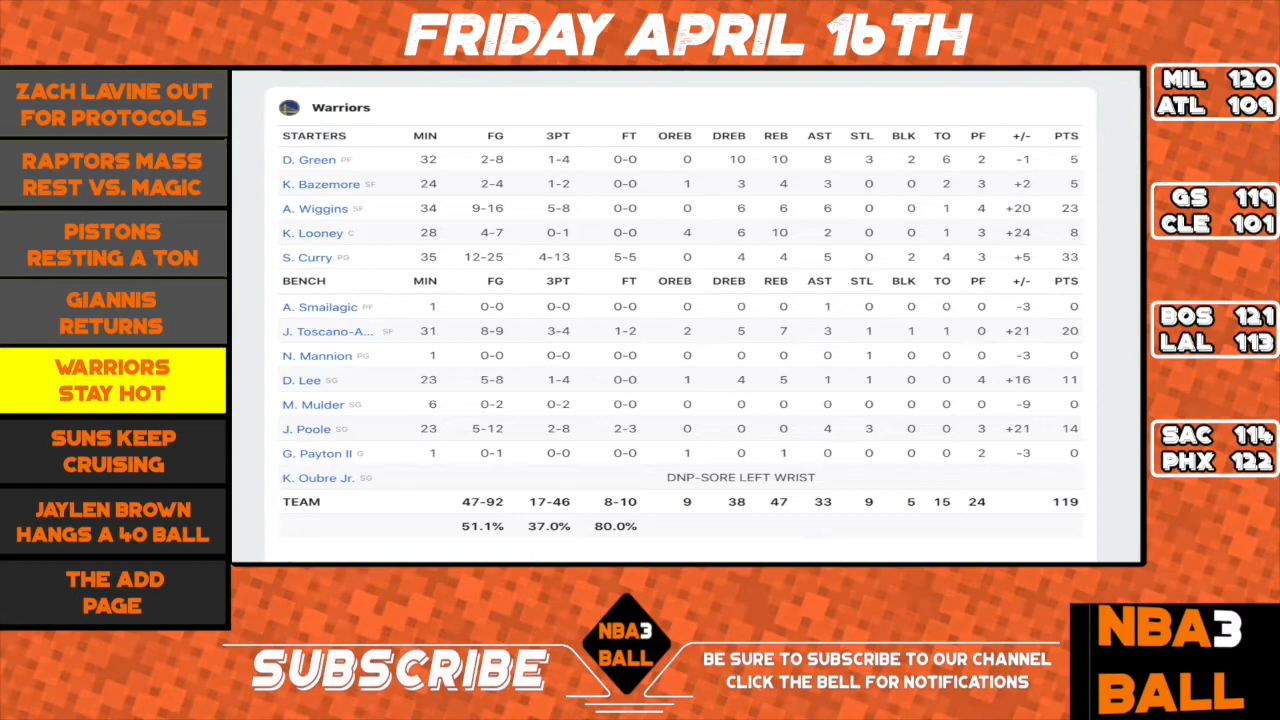 FRIDAY APRIL 16TH
ZACH LAVINE OUT
FOR PROTOCOLS
RAPTORS MASS
REST VS. MAGIC
PISTONS
RESTING A TON
GIANNIS
RETURNS
WARRIORS
STAY HOT
SUNS KEEP
CRUISING
JAYLEN BROWN
HANGS A 40 BALL
THE ADD
PAGE
Warriors
STARTERS MIN FG 3PT FT OREB DREB REB AST STL BLK TO PF +/- PTS
D. Green PF 32 2-8 1-4 0-0 0 10 10 8 3 2 6 2 -1 5
K. Bazemore SF 24 2-4 1-2 0-0 1 3 4 3 0 0 2 3 +2 5
A. Wiggins SF 34 9-16 5-8 0-0 0 6 6 6 0 0 1 4 +20 23
K. Looney C 28 4-7 0-1 0-0 4 6 10 2 0 0 1 3 +24 8
S. Curry PG 35 12-25 4-13 5-5 0 4 4 5 0 2 4 3 +5 33
BENCH MIN FG 3PT FT OREB DREB REB AST STL BLK TO PF +/- PTS
A. Smailagic PF 1 0-0 0-0 0-0 0 0 0 1 0 0 0 0 -3 0
J. Toscano-A... SF 31 8-9 3-4 1-2 2 5 7 3 1 1 1 0 +21 20
N. Mannion PG 1 0-0 0-0 0-0 0 0 0 0 1 0 0 0 -3 0
D. Lee SG 23 5-8 1-4 0-0 1 4 5 1 1 0 0 4 +16 11
M. Mulder SG 6 0-2 0-2 0-0 0 0 0 0 0 0 0 0 -9 0
J. Poole SG 23 5-12 2-8 2-3 0 0 0 4 3 0 0 3 +21 14
G. Payton II G 1 0-1 0-0 0-0 1 0 1 0 0 0 0 2 -3 0
K. Oubre Jr. SG DNP-SORE LEFT WRIST
TEAM 47-92 17-46 8-10 9 38 47 33 9 5 15 24 119
51.1% 37.0% 80.0%
MIL 120
ATL 109
GS 119
CLE 101
BOS 121
LAL 113
SAC 114
PHX 122
SUBSCRIBE
NBA3
BALL
BE SURE TO SUBSCRIBE TO OUR CHANNEL
CLICK THE BELL FOR NOTIFICATIONS
NBA3
BALL